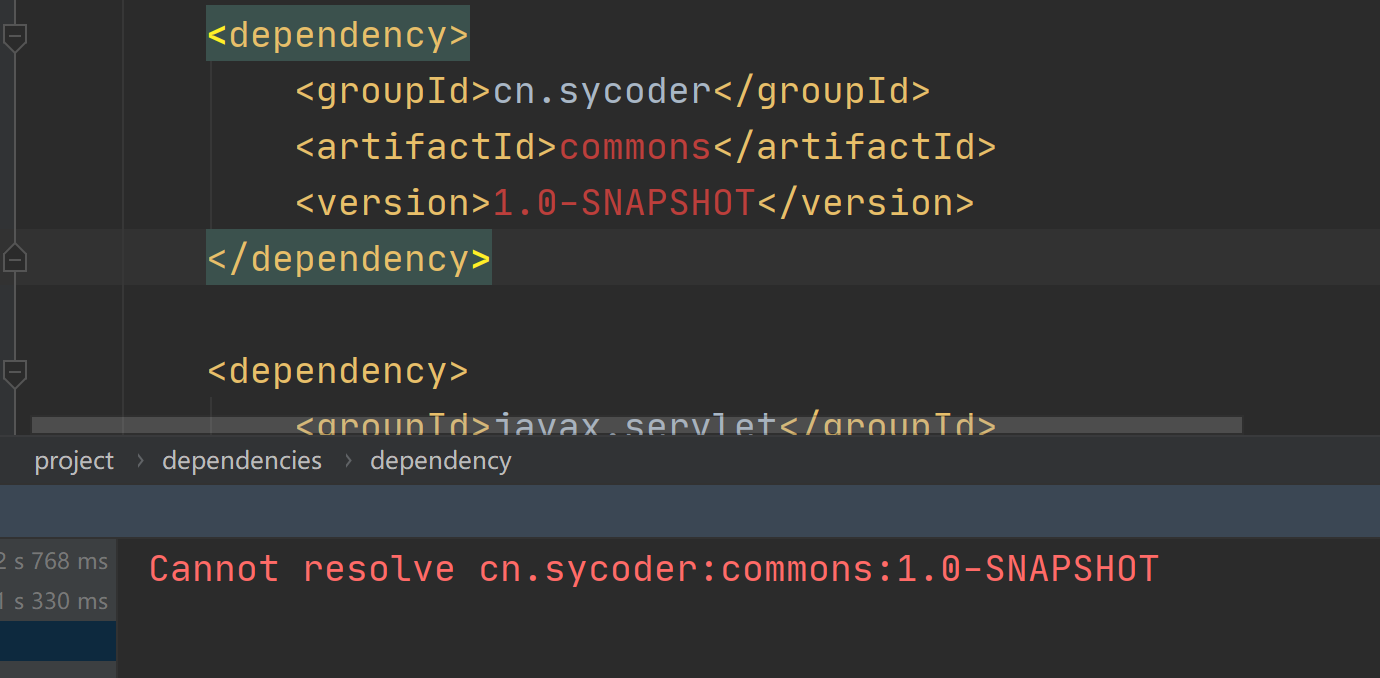 <dependency>
<groupId>cn.sycoder</groupId>
<artifactId>commons</artifactId>
<version>1.0-SNAPSHOT</version>
</dependency>
<dependency>
<groupId>javax.servlet</groupId>
project › dependencies › dependency
2 s 768 ms
1 s 330 ms
Cannot resolve cn.sycoder:commons:1.0-SNAPSHOT